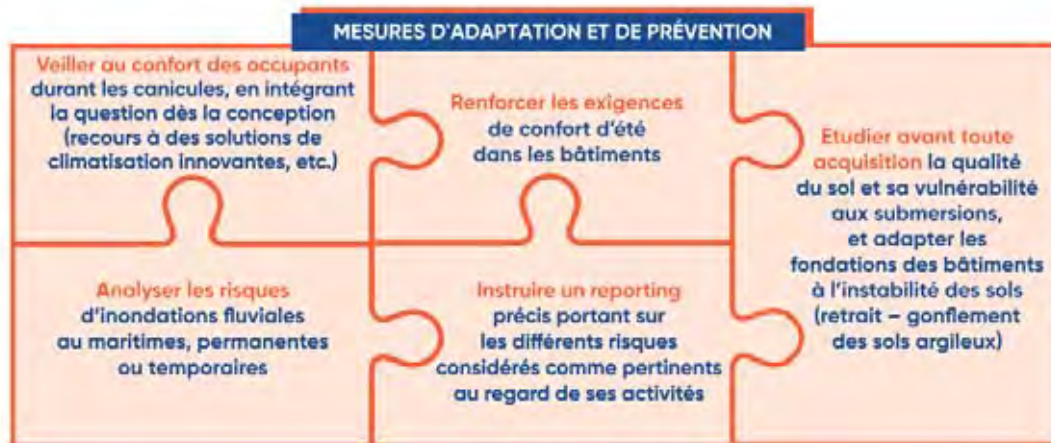 MESURES D'ADAPTATION ET DE PRÉVENTION
Veiller au confort des occupants
durant les canicules, en intégrant
la question dès la conception
(recours à des solutions de
climatisation innovantes, etc.)
Renforcer les exigences
de confort d'été
dans les bâtiments
Etudier avant toute
acquisition la qualité
du sol et sa vulnérabilité
aux submersions,
et adapter les
fondations des bâtiments
à l'instabilité des sols
(retrait – gonflement
des sols argileux)
Analyser les risques
d'inondations fluviales
au maritimes, permanentes
ou temporaires
Instruire un reporting
précis portant sur
les différents risques
considérés comme pertinents
au regard de ses activités